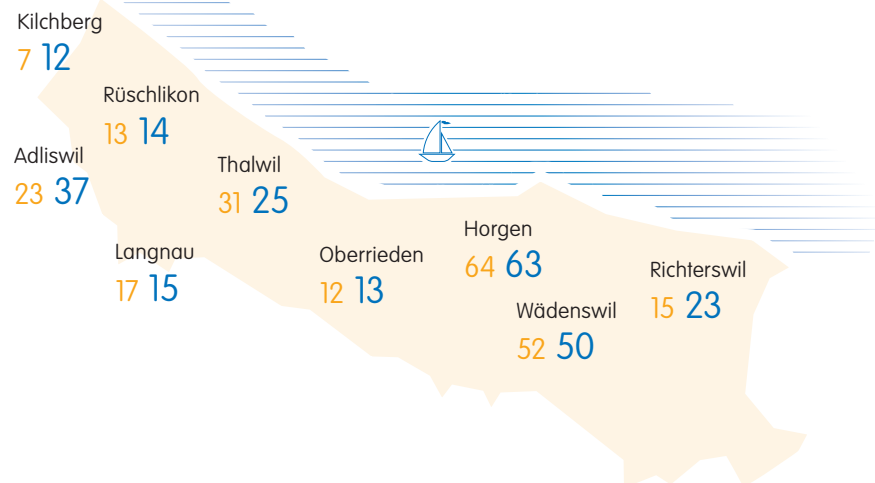 Kilchberg
7 12
Rüschlikon
13 14
Adliswil
23 37
Thalwil
31 25
Langnau
17 15
Oberrieden
12 13
Horgen
64 63
Wädenswil
52 50
Richterswil
15 23